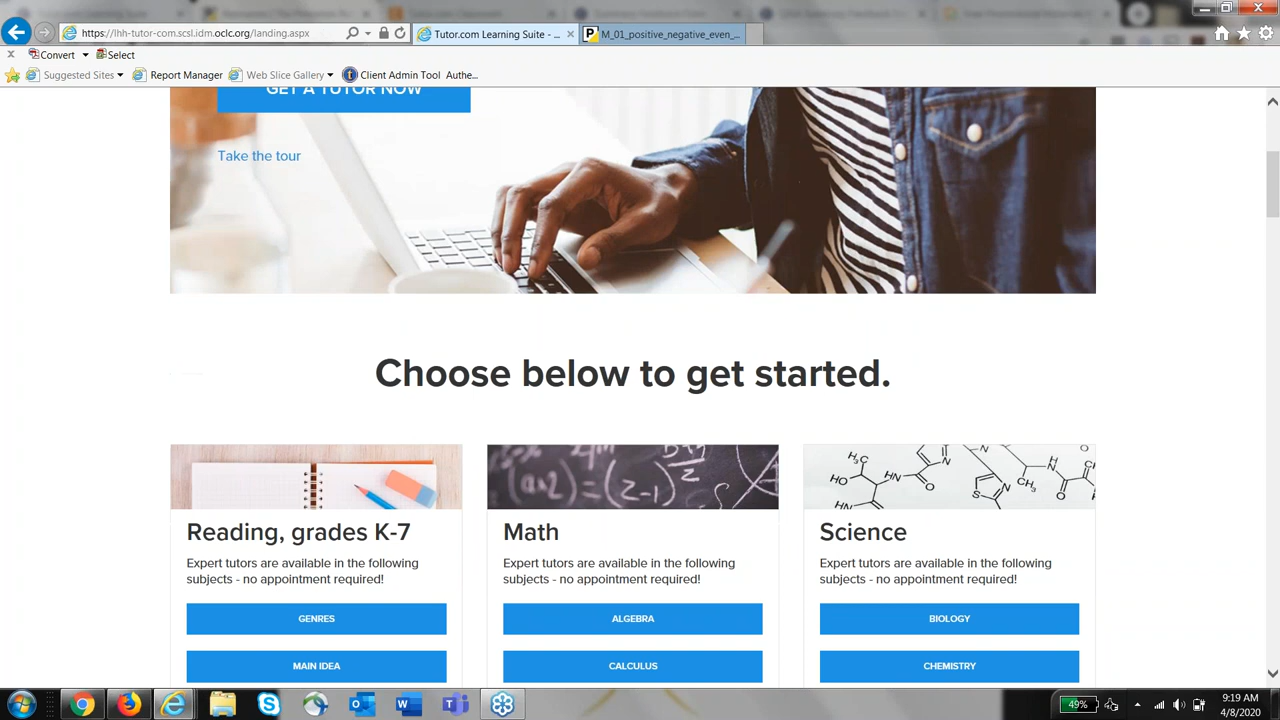 https://lhh-tutor-com.scsl.idm.oclc.org/landing.aspx
Tutor.com Learning Suite - ...
M_01_positive_negative_even_...
Convert
Select
Suggested Sites
Report Manager
Web Slice Gallery
Client Admin Tool
Authe...
GET A TUTOR NOW
Take the tour
Choose below to get started.
Reading, grades K-7
Expert tutors are available in the following
subjects - no appointment required!
GENRES
MAIN IDEA
Math
Expert tutors are available in the following
subjects - no appointment required!
ALGEBRA
CALCULUS
Science
Expert tutors are available in the following
subjects - no appointment required!
BIOLOGY
CHEMISTRY
49%
9:19 AM
4/8/2020